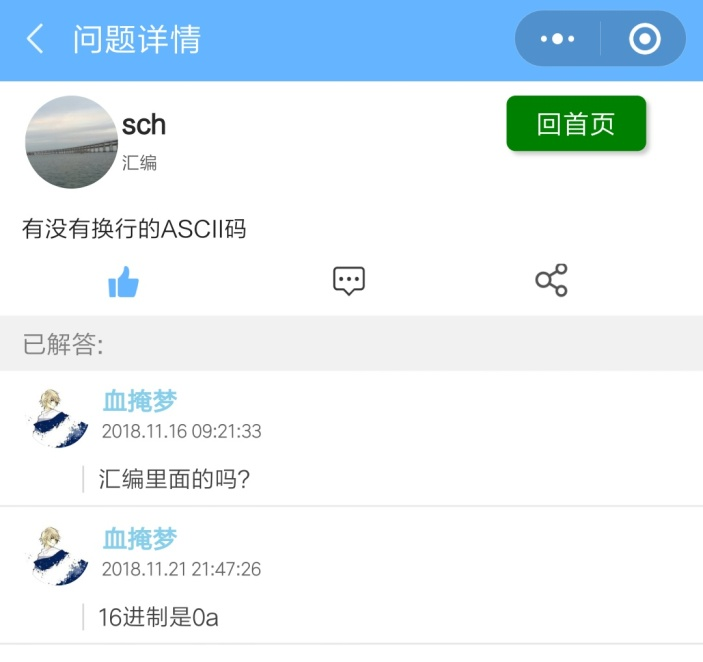 问题详情
sch
汇编
回首页
有没有换行的ASCII码
已解答:
血掩梦
2018.11.16 09:21:33
汇编里面的吗?
血掩梦
2018.11.21 21:47:26
16进制是0a